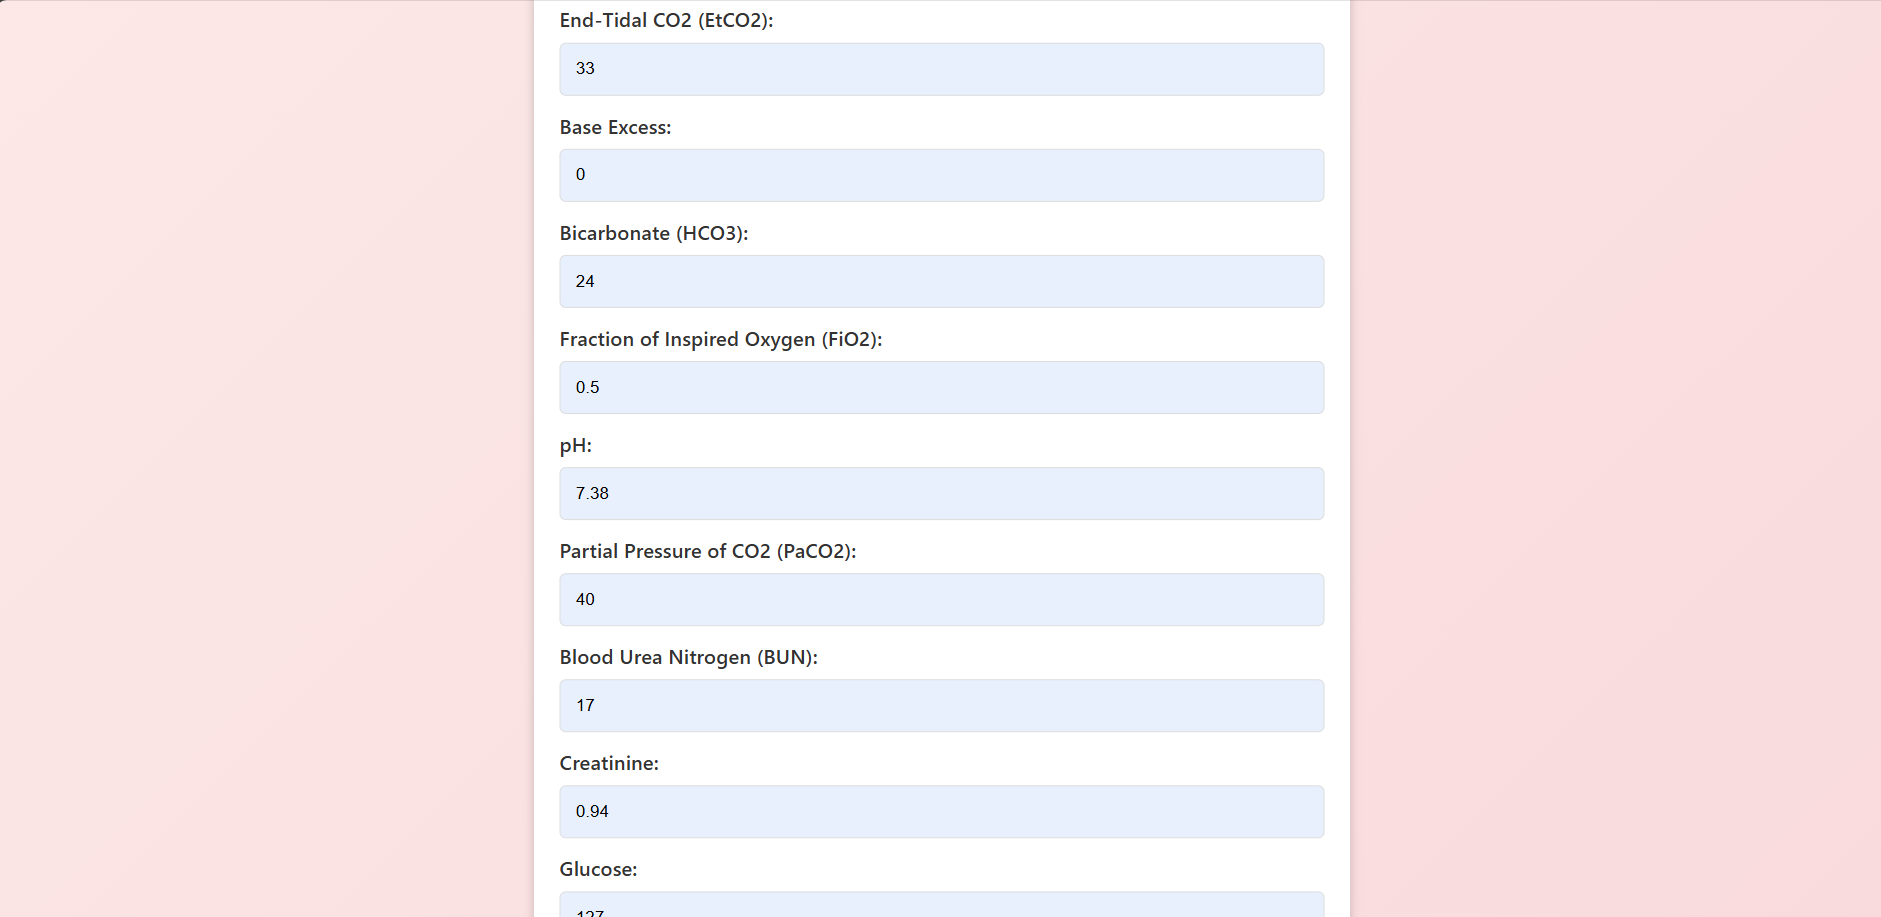 End-Tidal CO2 (EtCO2):
33
Base Excess:
0
Bicarbonate (HCO3):
24
Fraction of Inspired Oxygen (FiO2):
0.5
pH:
7.38
Partial Pressure of CO2 (PaCO2):
40
Blood Urea Nitrogen (BUN):
17
Creatinine:
0.94
Glucose:
127